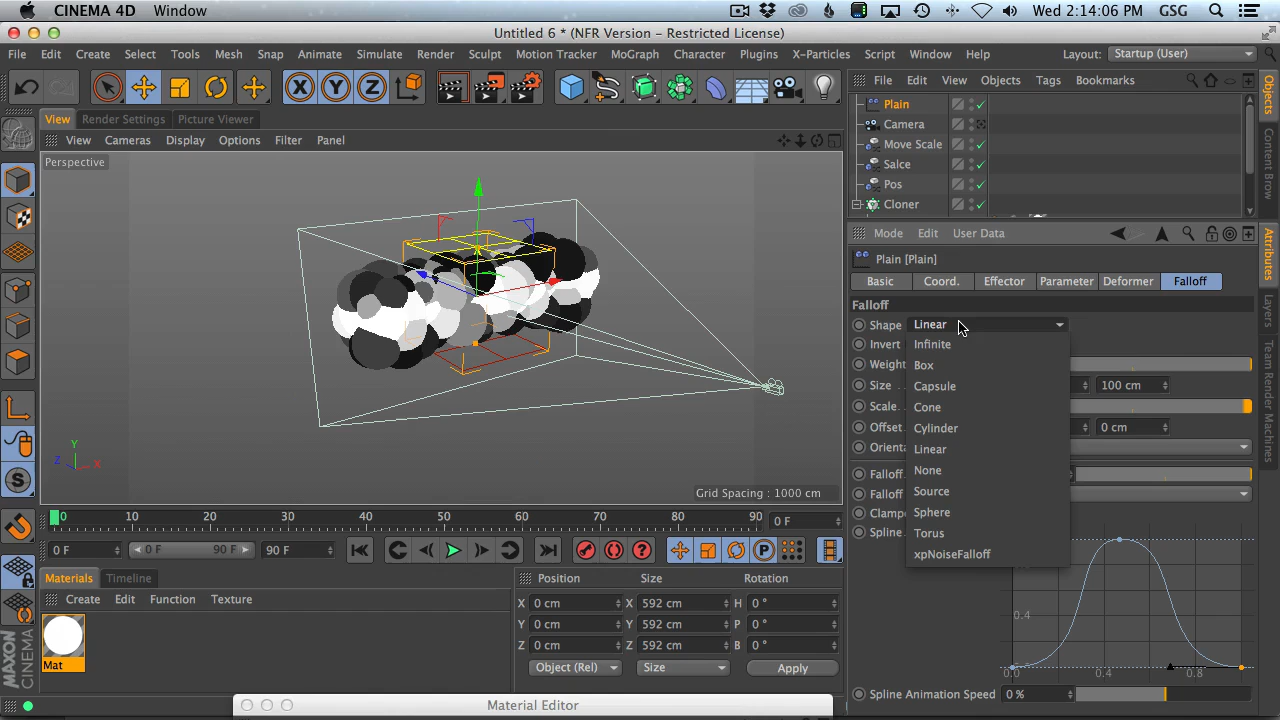 CINEMA 4D Window Wed 2:14:06 PM GSG
Untitled 6 * (NFR Version - Restricted License)
File Edit Create Select Tools Mesh Snap Animate Simulate Render Sculpt Motion Tracker MoGraph Character Plugins X-Particles Script Window Help Layout: Startup (User)
X Y Z
File Edit View Objects Tags Bookmarks
View Render Settings Picture Viewer
View Cameras Display Options Filter Panel
Perspective
Plain
Camera
Move Scale
Salce
Pos
Cloner
Objects
Content Brow
Attributes
Layers
Team Render Machines
Mode Edit User Data
Plain [Plain]
Basic Coord. Effector Parameter Deformer Falloff
Falloff
Shape Linear
Invert Infinite
Weight Box
Size Capsule 100 cm
Scale Cone
Offset Cylinder 0 cm
Orienta Linear
Falloff None
Falloff Source
Clamp Sphere
Spline Torus
xpNoiseFalloff
0.4
0.4 0.8
Spline Animation Speed 0 %
Y
Z X
Grid Spacing : 1000 cm
0 10 20 30 40 50 60 70 80 90 0 F
0 F 0 F 90 F 90 F
P
S
Materials Timeline
Create Edit Function Texture
Mat
Position Size Rotation
X 0 cm X 592 cm H 0 °
Y 0 cm Y 592 cm P 0 °
Z 0 cm Z 592 cm B 0 °
Object (Rel) Size Apply
MAXON
CINEMA 4D
Material Editor